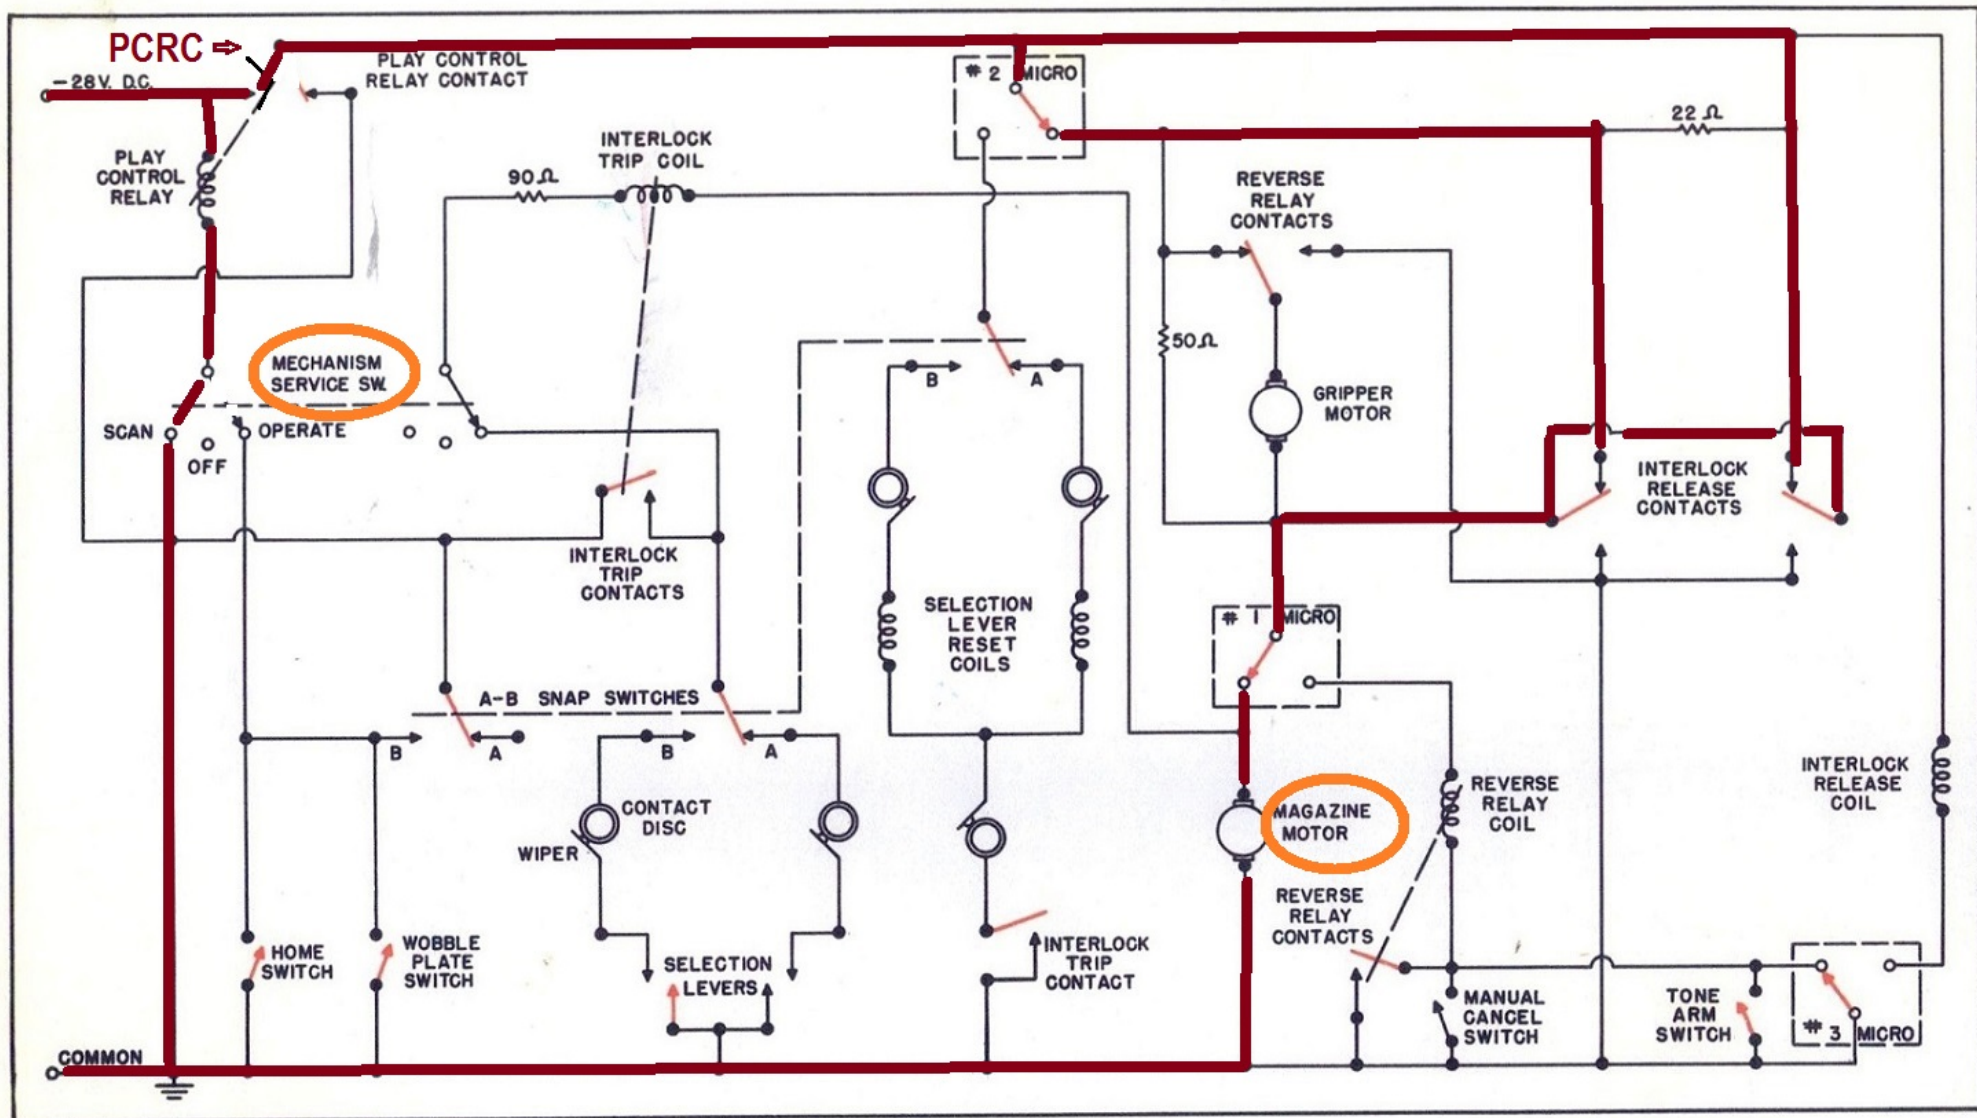 PCRC
-28V. D.C.
PLAY CONTROL
RELAY CONTACT
PLAY
CONTROL
RELAY
INTERLOCK
TRIP COIL
90Ω
# 2 MICRO
22 Ω
REVERSE
RELAY
CONTACTS
50Ω
GRIPPER
MOTOR
MECHANISM
SERVICE SW.
SCAN
OFF
OPERATE
B
A
INTERLOCK
RELEASE
CONTACTS
INTERLOCK
TRIP
CONTACTS
SELECTION
LEVER
RESET
COILS
# 1 MICRO
A-B SNAP SWITCHES
B
A
B
A
CONTACT
DISC
WIPER
MAGAZINE
MOTOR
REVERSE
RELAY
COIL
INTERLOCK
RELEASE
COIL
REVERSE
RELAY
CONTACTS
HOME
SWITCH
WOBBLE
PLATE
SWITCH
SELECTION
LEVERS
INTERLOCK
TRIP
CONTACT
MANUAL
CANCEL
SWITCH
TONE
ARM
SWITCH
# 3 MICRO
COMMON